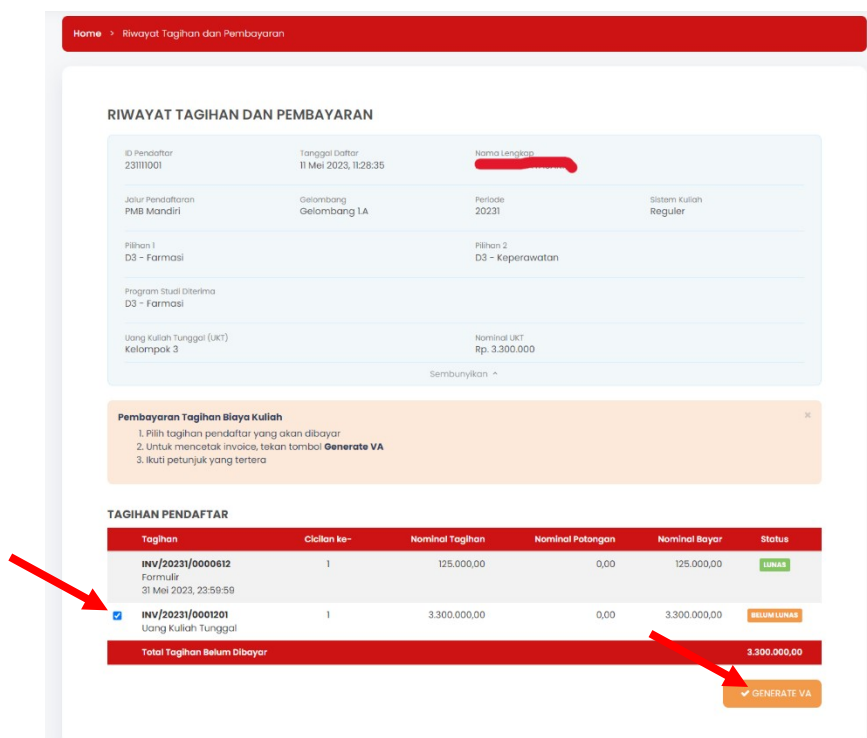 Home > Riwayat Tagihan dan Pembayaran
RIWAYAT TAGIHAN DAN PEMBAYARAN
ID Pendaftar Tanggal Daftar Nama Lengkap
231111001 11 Mei 2023, 11:28:35
Jalur Pendaftaran Gelombang Periode Sistem Kuliah
PMB Mandiri Gelombang 1.A 20231 Reguler
Pilihan 1 Pilihan 2
D3 - Farmasi D3 - Keperawatan
Program Studi Diterima
D3 - Farmasi
Uang Kuliah Tunggal (UKT) Nominal UKT
Kelompok 3 Rp. 3.300.000
Sembunyikan ^
Pembayaran Tagihan Biaya Kuliah ×
1. Pilih tagihan pendaftar yang akan dibayar
2. Untuk mencetak invoice, tekan tombol Generate VA
3. Ikuti petunjuk yang tertera
TAGIHAN PENDAFTAR
Tagihan Cicilan ke- Nominal Tagihan Nominal Potongan Nominal Bayar Status
INV/20231/0000612 1 125.000,00 0,00 125.000,00 LUNAS
Formulir
31 Mei 2023, 23:59:59
INV/20231/0001201 1 3.300.000,00 0,00 3.300.000,00 BELUM LUNAS
Uang Kuliah Tunggal
Total Tagihan Belum Dibayar 3.300.000,00
GENERATE VA